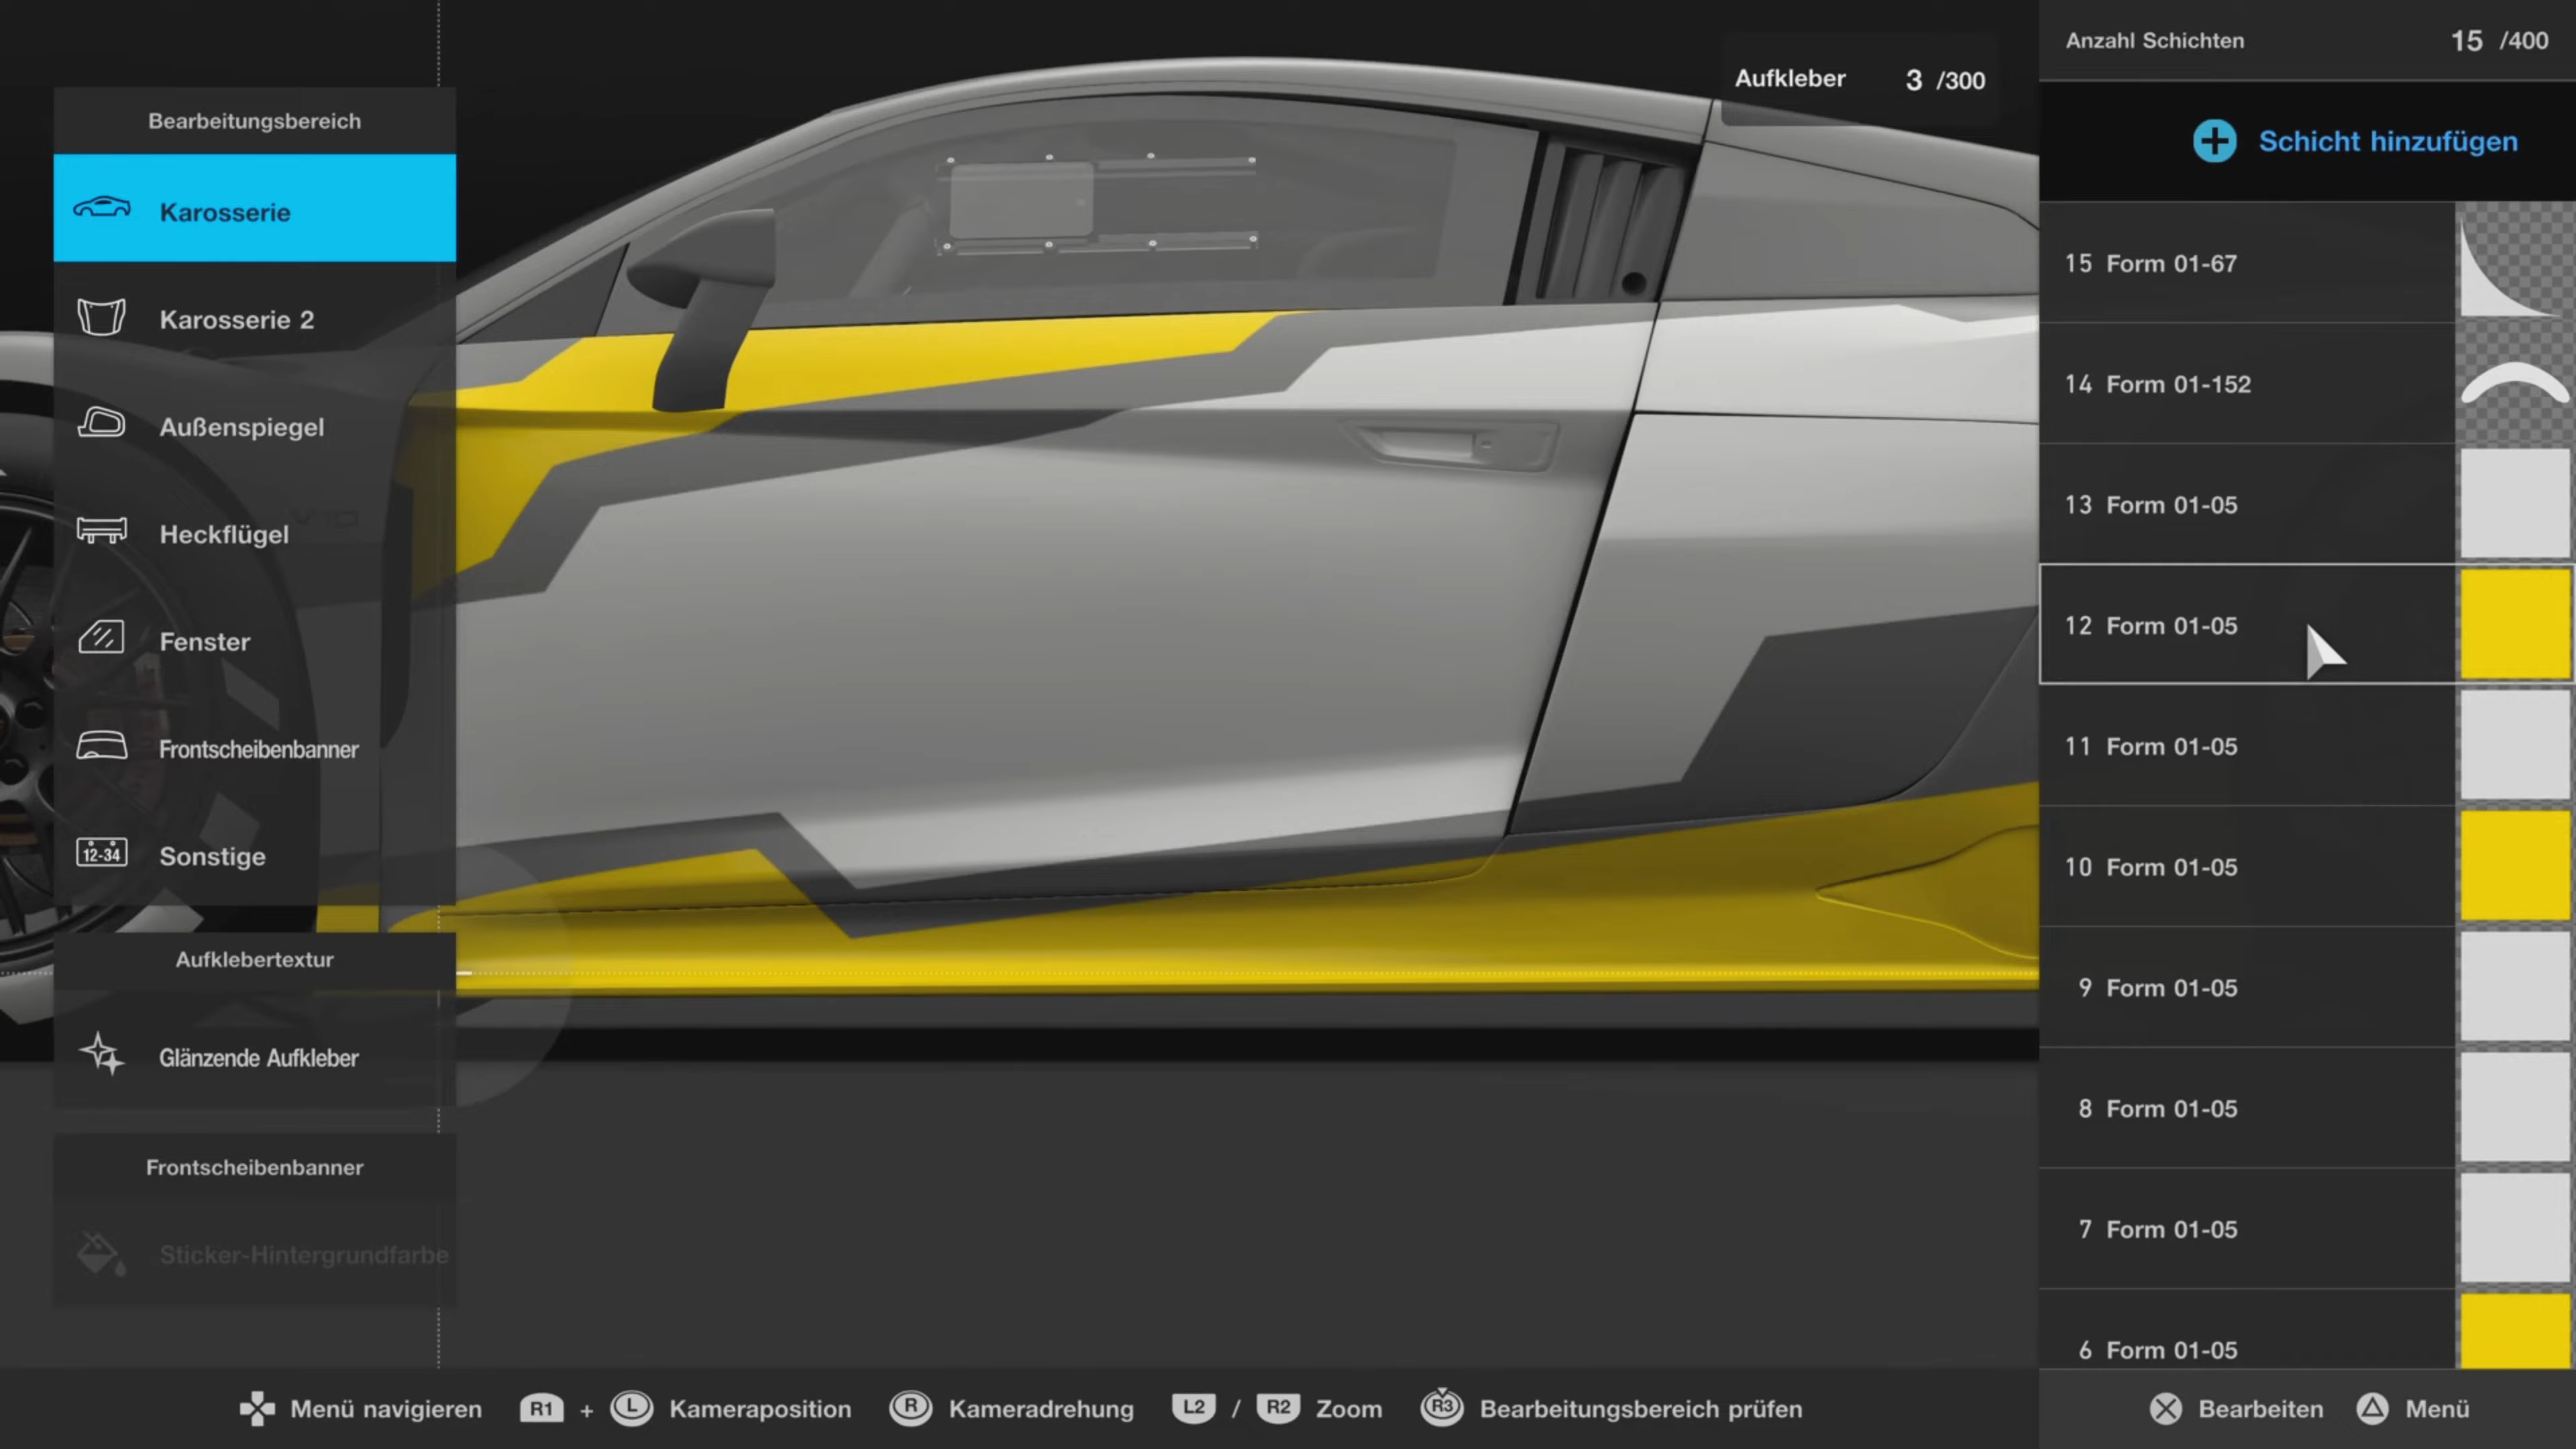 Bearbeitungsbereich
Karosserie
Karosserie 2
Außenspiegel
Heckflügel
Fenster
Frontscheibenbanner
12-34
Sonstige
Aufklebertextur
Glänzende Aufkleber
Frontscheibenbanner
Sticker-Hintergrundfarbe
V10
Aufkleber 3 /300
Anzahl Schichten 15 /400
Schicht hinzufügen
15 Form 01-67
14 Form 01-152
13 Form 01-05
12 Form 01-05
11 Form 01-05
10 Form 01-05
9 Form 01-05
8 Form 01-05
7 Form 01-05
6 Form 01-05
Menü navigieren R1 + L Kameraposition R Kameradrehung L2 / R2 Zoom R3 Bearbeitungsbereich prüfen Bearbeiten Menü